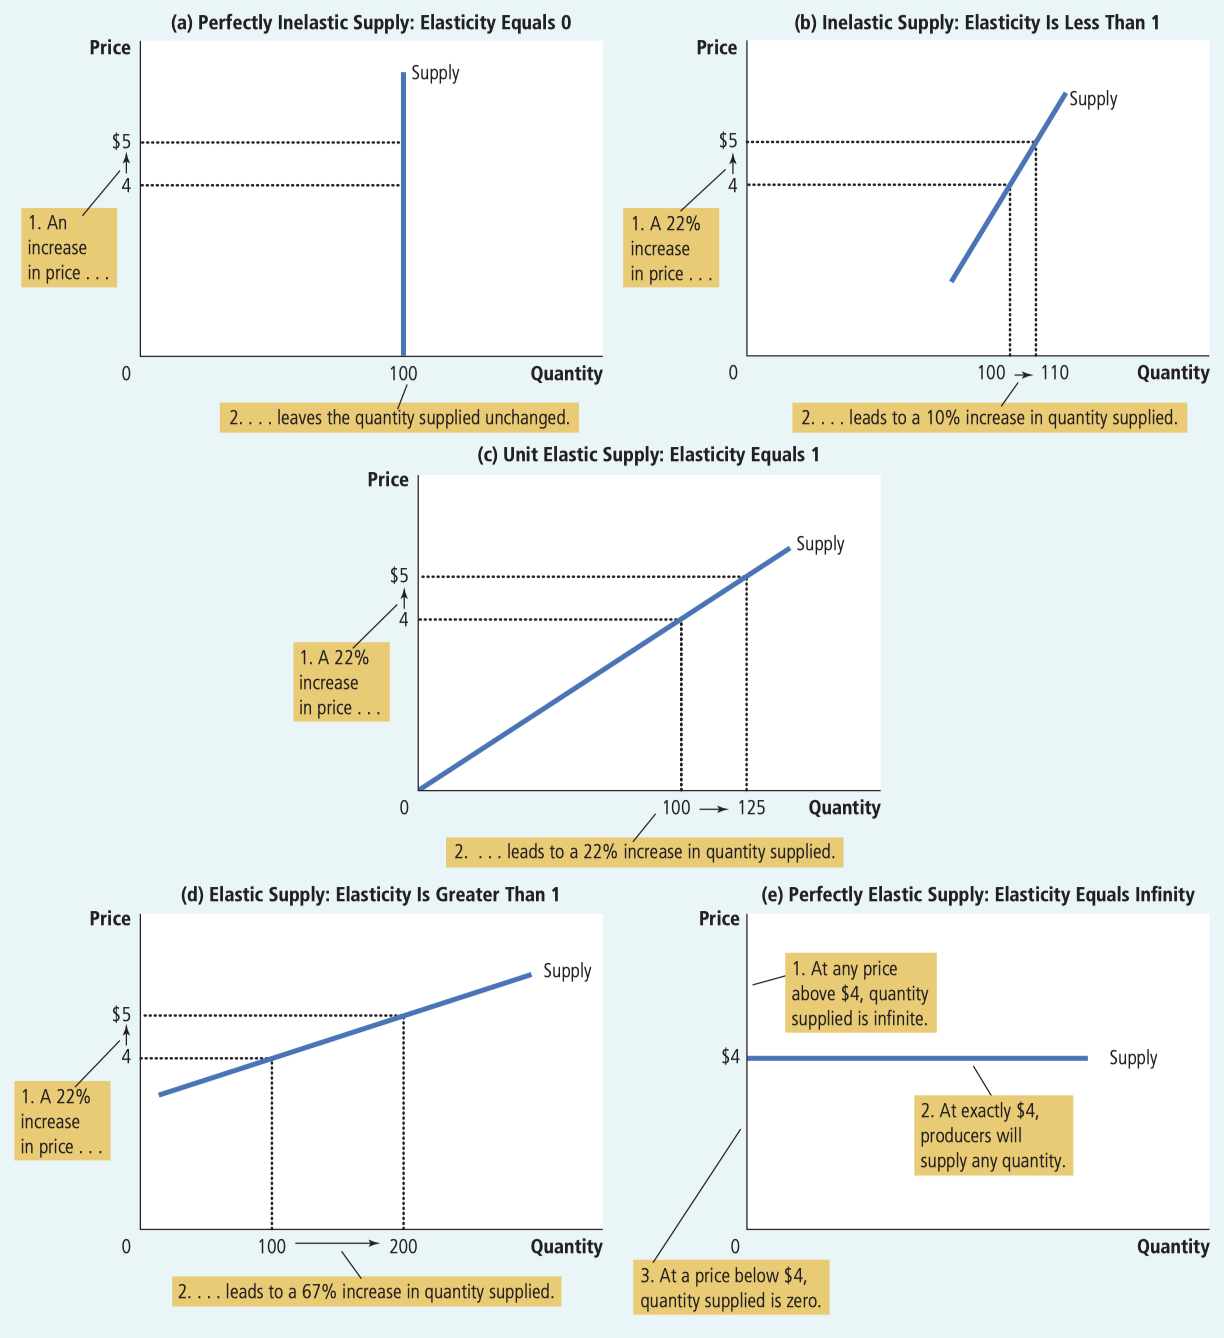 (a) Perfectly Inelastic Supply: Elasticity Equals 0
Price
Supply
$5
4
1. An
increase
in price . . .
0
100
Quantity
2. . . . leaves the quantity supplied unchanged.
(b) Inelastic Supply: Elasticity Is Less Than 1
Price
Supply
$5
4
1. A 22%
increase
in price . . .
0
100
110
Quantity
2. . . . leads to a 10% increase in quantity supplied.
(c) Unit Elastic Supply: Elasticity Equals 1
Price
Supply
$5
4
1. A 22%
increase
in price . . .
0
100
125
Quantity
2. . . . leads to a 22% increase in quantity supplied.
(d) Elastic Supply: Elasticity Is Greater Than 1
Price
Supply
$5
4
1. A 22%
increase
in price . . .
0
100
200
Quantity
2. . . . leads to a 67% increase in quantity supplied.
(e) Perfectly Elastic Supply: Elasticity Equals Infinity
Price
1. At any price
above $4, quantity
supplied is infinite.
$4
Supply
2. At exactly $4,
producers will
supply any quantity.
0
Quantity
3. At a price below $4,
quantity supplied is zero.